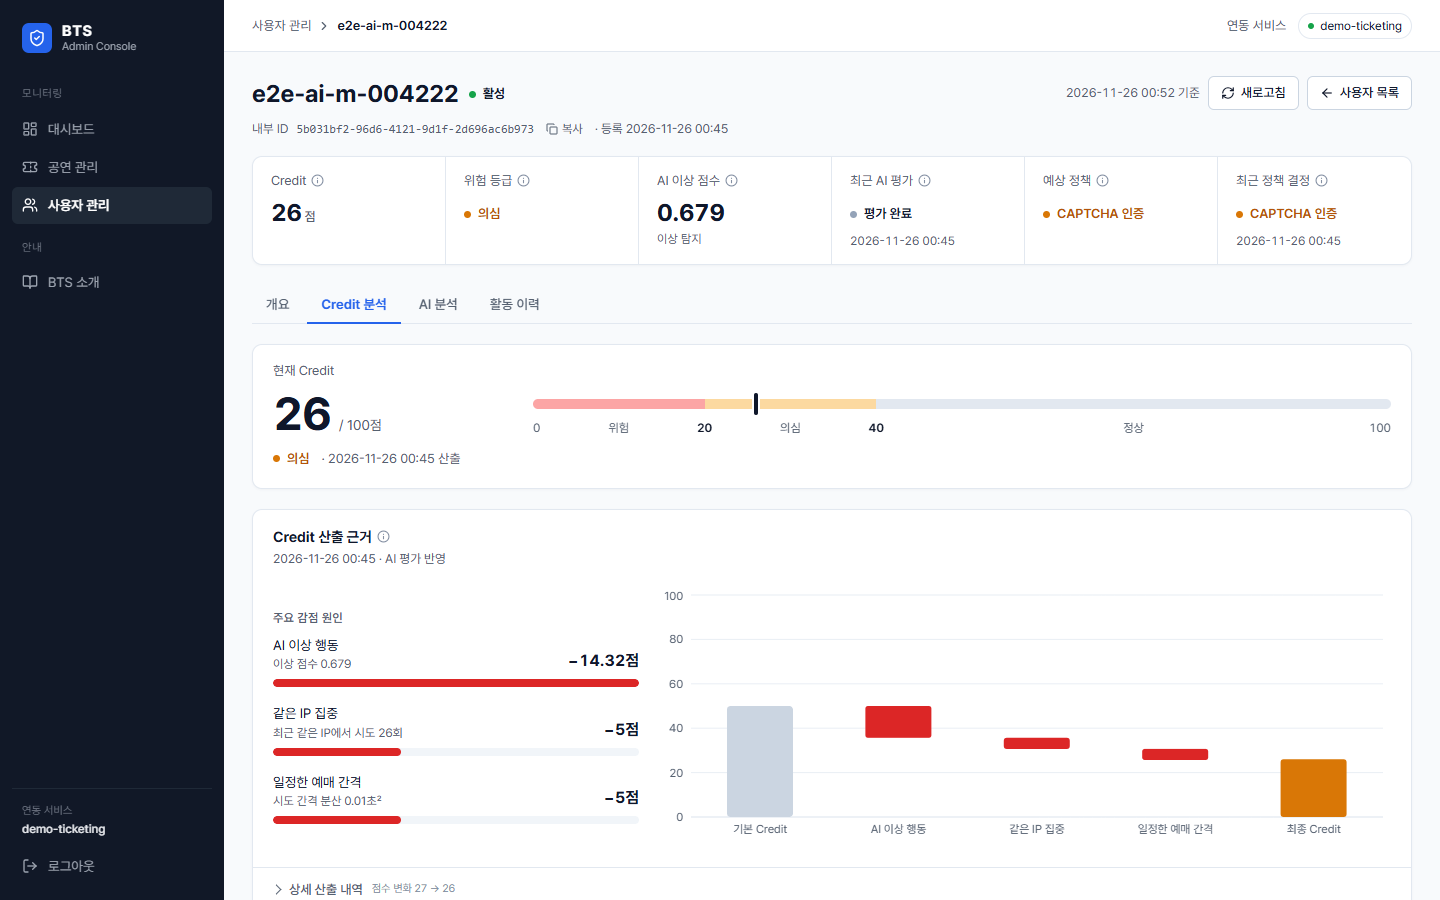 BTS
Admin Console
모니터링
대시보드
공연 관리
사용자 관리
안내
BTS 소개
연동 서비스
demo-ticketing
로그아웃
사용자 관리 > e2e-ai-m-004222
연동 서비스 demo-ticketing
e2e-ai-m-004222 활성
2026-11-26 00:52 기준 새로고침 사용자 목록
내부 ID 5b031bf2-96d6-4121-9d1f-2d696ac6b973 복사 · 등록 2026-11-26 00:45
Credit
26점
위험 등급
의심
AI 이상 점수
0.679
이상 탐지
최근 AI 평가
평가 완료
2026-11-26 00:45
예상 정책
CAPTCHA 인증
최근 정책 결정
CAPTCHA 인증
2026-11-26 00:45
개요 Credit 분석 AI 분석 활동 이력
현재 Credit
26 / 100점
의심 · 2026-11-26 00:45 산출
0 위험 20 의심 40 정상 100
Credit 산출 근거
2026-11-26 00:45 · AI 평가 반영
주요 감점 원인
AI 이상 행동
이상 점수 0.679
−14.32점
같은 IP 집중
최근 같은 IP에서 시도 26회
−5점
일정한 예매 간격
시도 간격 분산 0.01초²
−5점
100
80
60
40
20
0
기본 Credit AI 이상 행동 같은 IP 집중 일정한 예매 간격 최종 Credit
상세 산출 내역 점수 변화 27 → 26